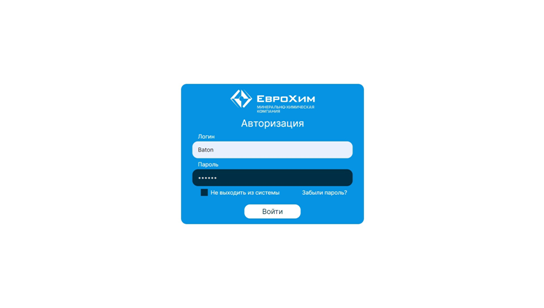 ЕвроХим
МИНЕРАЛЬНО-ХИМИЧЕСКАЯ
КОМПАНИЯ
Авторизация
Логин
Baton
Пароль
••••••
Не выходить из системы Забыли пароль?
Войти